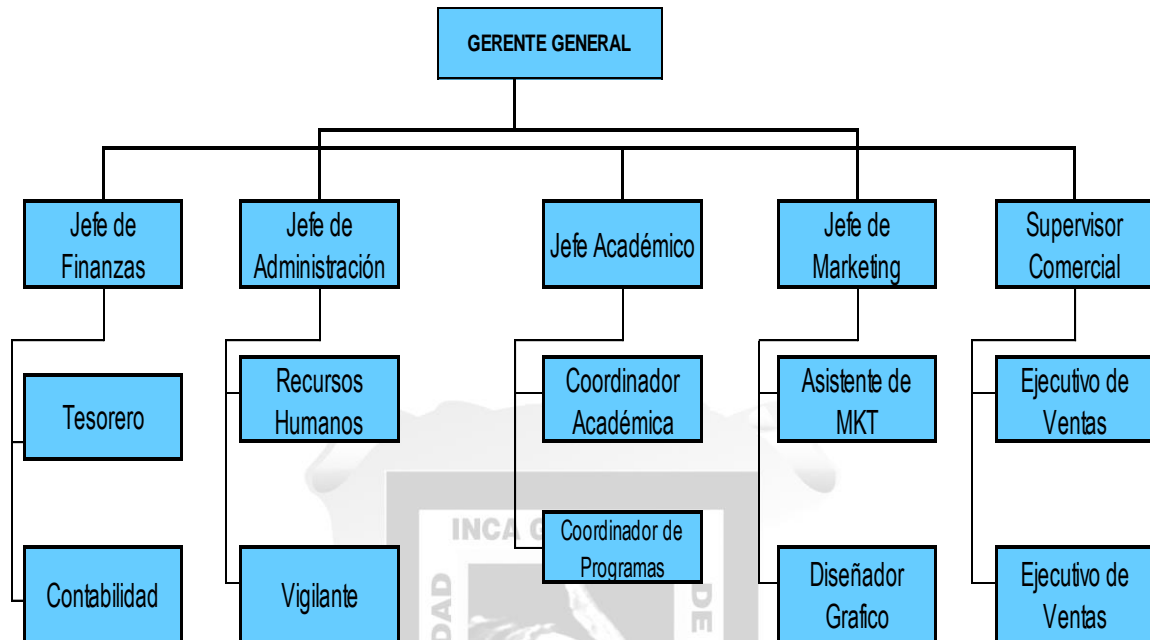 GERENTE GENERAL
Jefe de
Finanzas
Jefe de
Administración
Jefe Académico
Jefe de
Marketing
Supervisor
Comercial
Tesorero
Recursos
Humanos
Coordinador
Académica
Asistente de
MKT
Ejecutivo de
Ventas
Contabilidad
Vigilante
Coordinador de
Programas
Diseñador
Grafico
Ejecutivo de
Ventas
INCA
DE